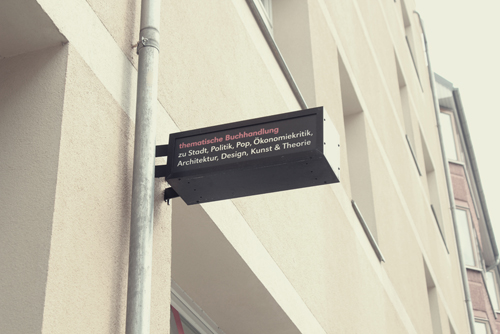 thematische Buchhandlung
zu Stadt, Politik, Pop, Ökonomiekritik,
Architektur, Design, Kunst & Theorie